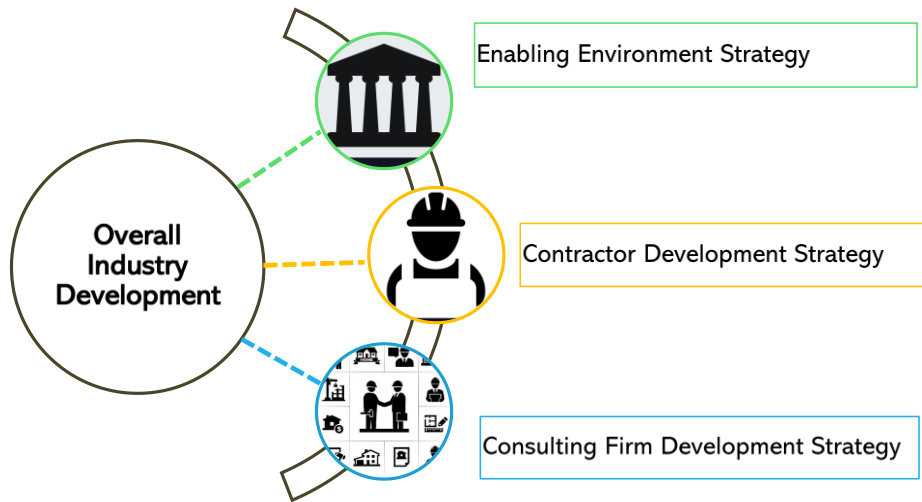 Enabling Environment Strategy
Overall
Industry
Development
Contractor Development Strategy
Consulting Firm Development Strategy